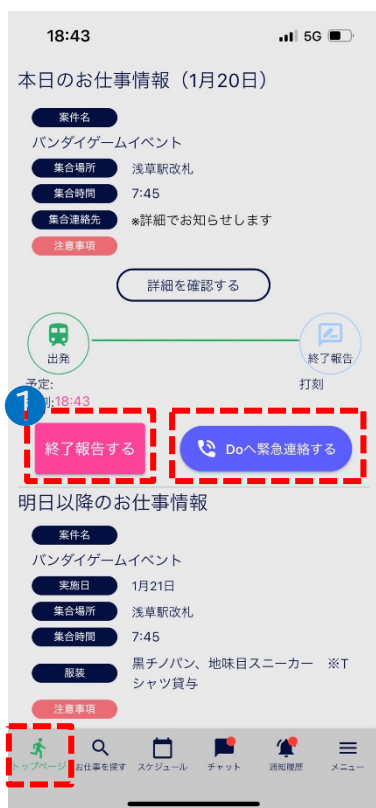 18:43 5G
本日のお仕事情報（1月20日）
案件名
バンダイゲームイベント
集合場所 浅草駅改札
集合時間 7:45
集合連絡先 ※詳細でお知らせします
注意事項
詳細を確認する
出発 終了報告
予定: 打刻
:18:43
1
終了報告する Doへ緊急連絡する
明日以降のお仕事情報
案件名
バンダイゲームイベント
実施日 1月21日
集合場所 浅草駅改札
集合時間 7:45
服装 黒チノパン、地味目スニーカー ※T
シャツ貸与
注意事項
トップページ お仕事を探す スケジュール チャット 通知履歴 メニュー